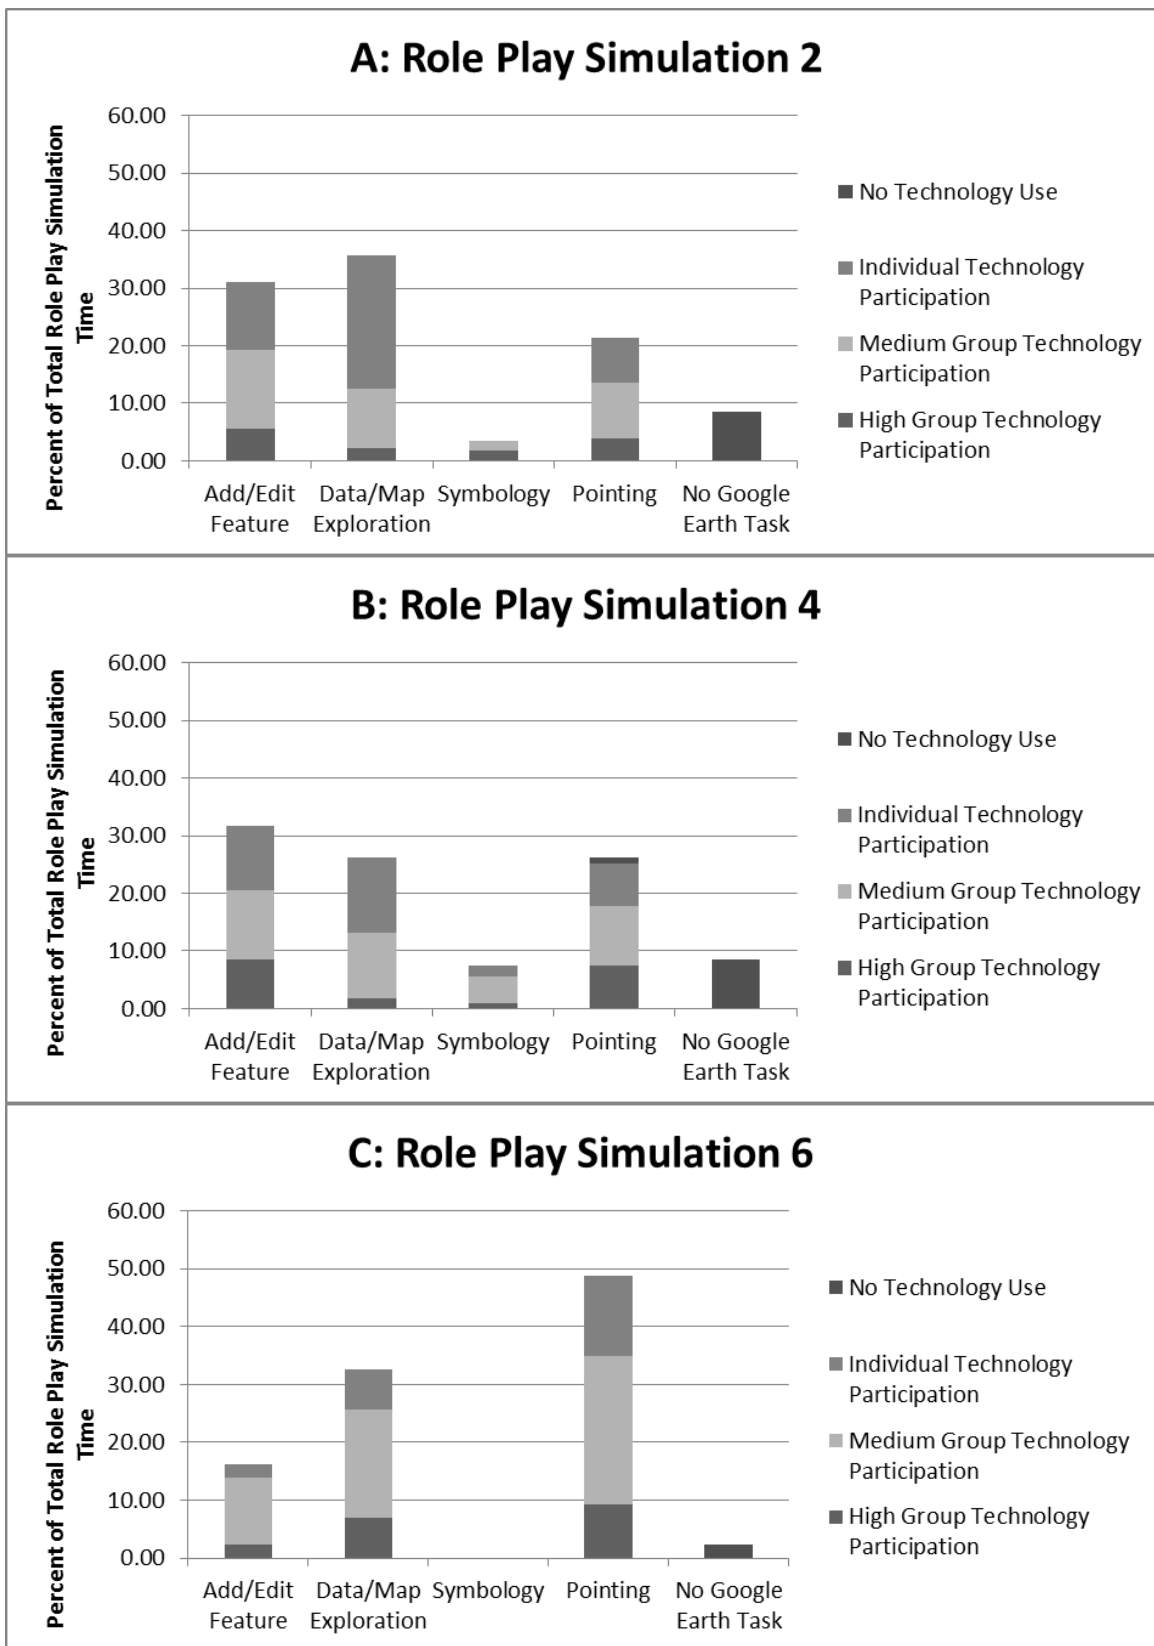 A: Role Play Simulation 2
Percent of Total Role Play Simulation
Time
60.00
50.00
40.00
30.00
20.00
10.00
0.00
Add/Edit
Feature
Data/Map
Exploration
Symbology
Pointing
No Google
Earth Task
No Technology Use
Individual Technology
Participation
Medium Group Technology
Participation
High Group Technology
Participation
B: Role Play Simulation 4
Percent of Total Role Play Simulation
Time
60.00
50.00
40.00
30.00
20.00
10.00
0.00
Add/Edit
Feature
Data/Map
Exploration
Symbology
Pointing
No Google
Earth Task
No Technology Use
Individual Technology
Participation
Medium Group Technology
Participation
High Group Technology
Participation
C: Role Play Simulation 6
Percent of Total Role Play Simulation
Time
60.00
50.00
40.00
30.00
20.00
10.00
0.00
Add/Edit
Feature
Data/Map
Exploration
Symbology
Pointing
No Google
Earth Task
No Technology Use
Individual Technology
Participation
Medium Group Technology
Participation
High Group Technology
Participation